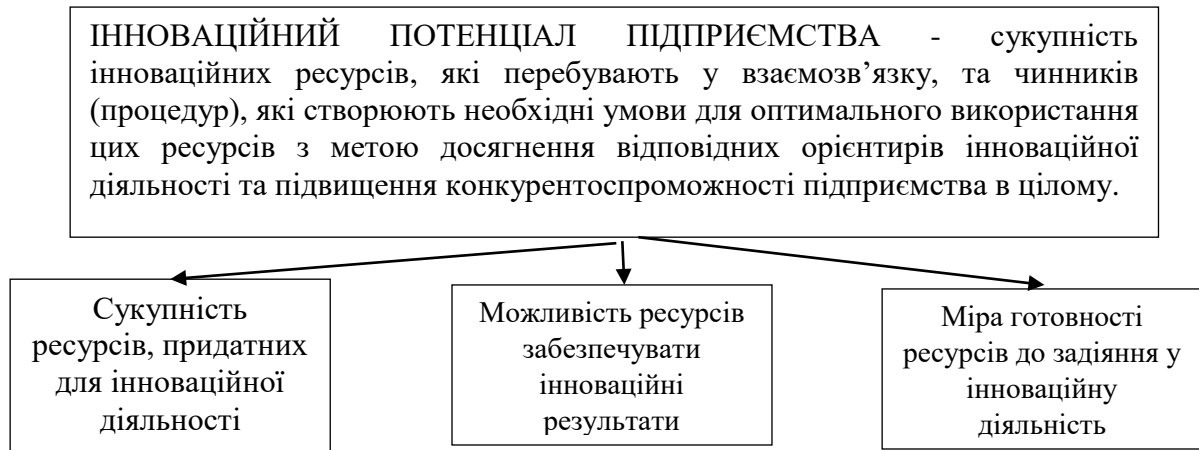 ІННОВАЦІЙНИЙ ПОТЕНЦІАЛ ПІДПРИЄМСТВА - сукупність
інноваційних ресурсів, які перебувають у взаємозв’язку, та чинників
(процедур), які створюють необхідні умови для оптимального використання
цих ресурсів з метою досягнення відповідних орієнтирів інноваційної
діяльності та підвищення конкурентоспроможності підприємства в цілому.
Сукупність
ресурсів, придатних
для інноваційної
діяльності
Можливість ресурсів
забезпечувати
інноваційні
результати
Міра готовності
ресурсів до задіяння у
інноваційну
діяльність